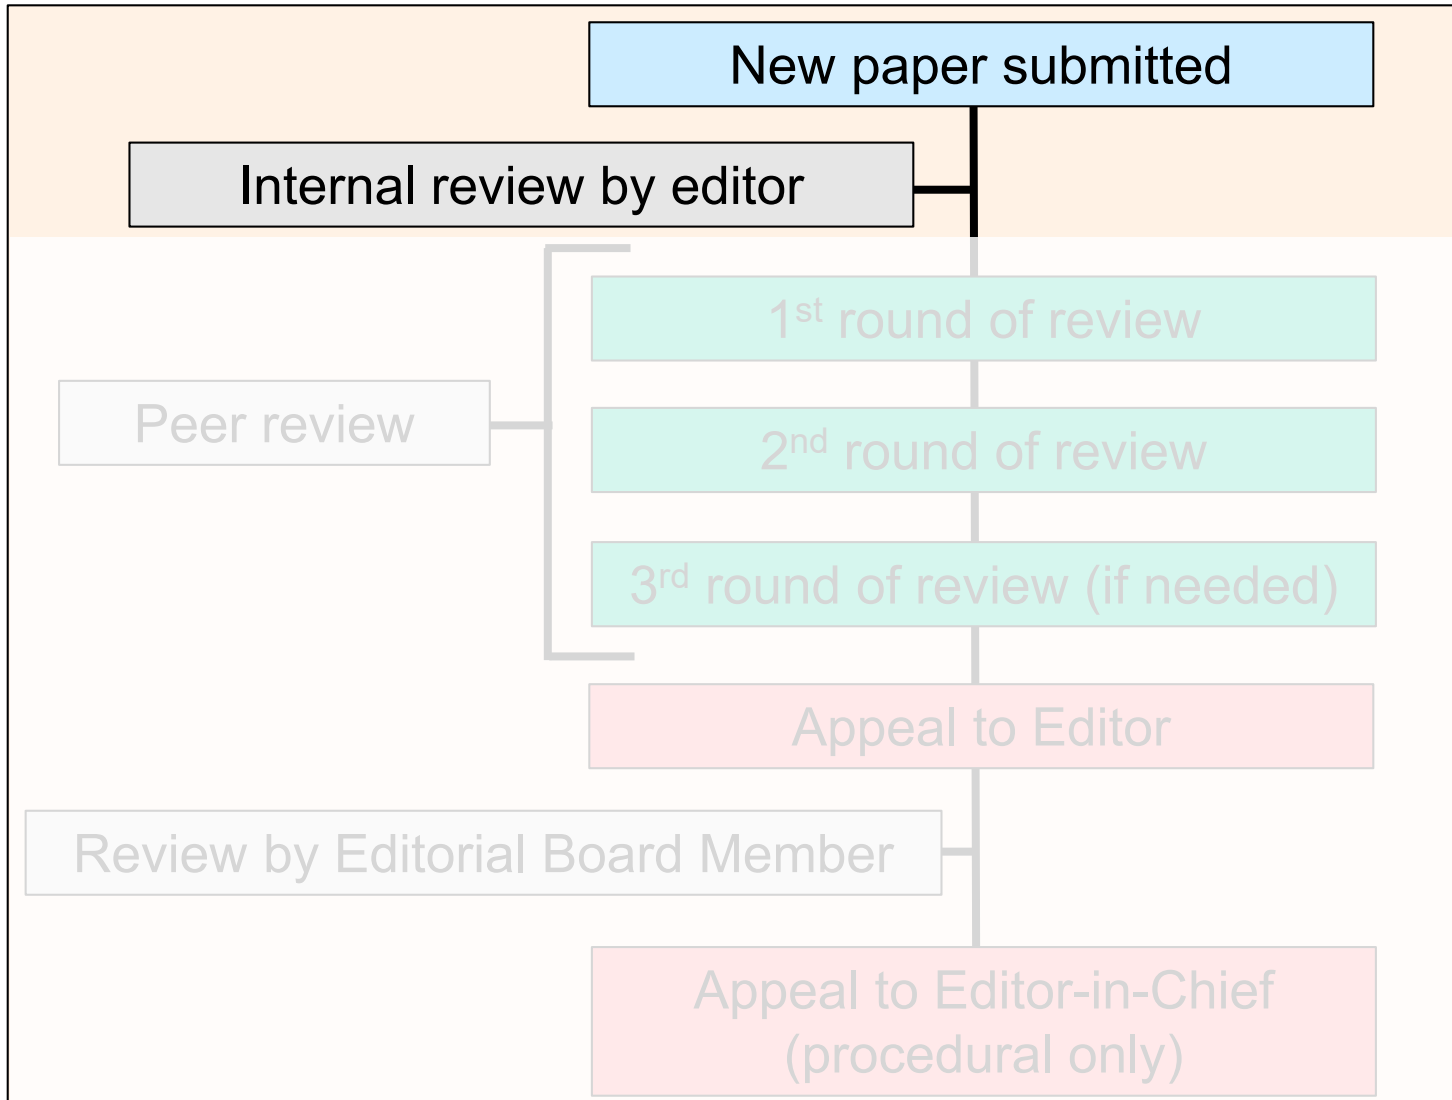 New paper submitted
Internal review by editor
1st round of review
Peer review
2nd round of review
3rd round of review (if needed)
Appeal to Editor
Review by Editorial Board Member
Appeal to Editor-in-Chief
(procedural only)